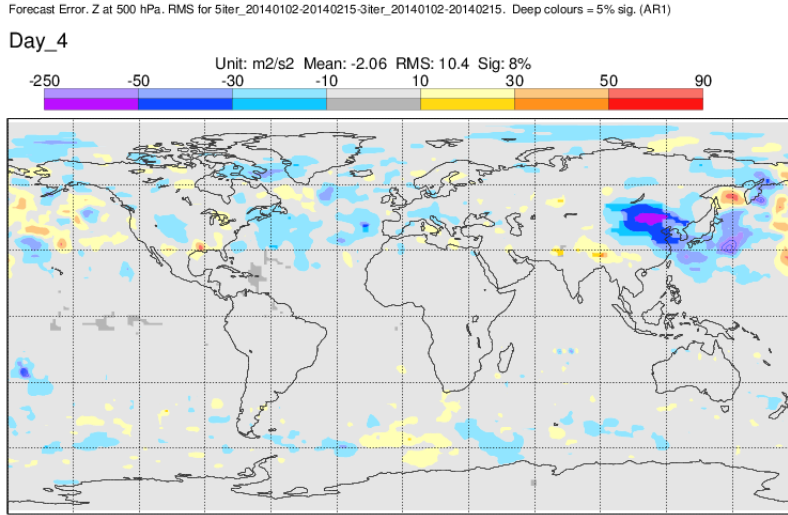 Forecast Error. Z at 500 hPa. RMS for 5iter_20140102-20140215-3iter_20140102-20140215. Deep colours = 5% sig. (AR1)
Day_4
Unit: m2/s2 Mean: -2.06 RMS: 10.4 Sig: 8%
-250 -50 -30 -10 10 30 50 90